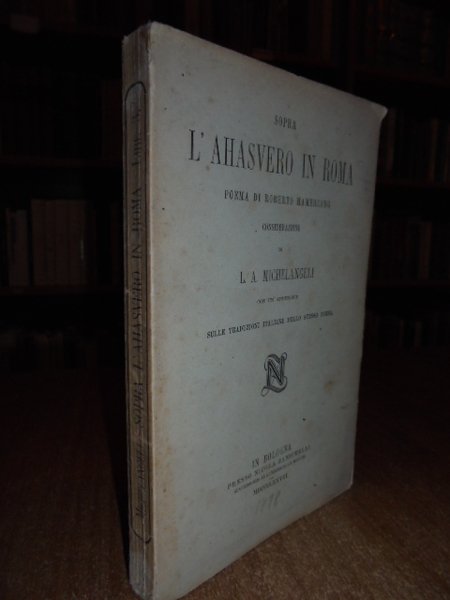 SOPRA
L'AHASVERO IN ROMA
POEMA DI ROBERTO HAMERLING
CONSIDERAZIONI
DI
L. A. MICHELANGELI
CON UN' APPENDICE
SULLE TRADUZIONI ITALIANE DELLO STESSO POEMA
NZ
IN BOLOGNA
PRESSO NICOLA ZANICHELLI
SOPRA L'AHASVERO IN ROMA